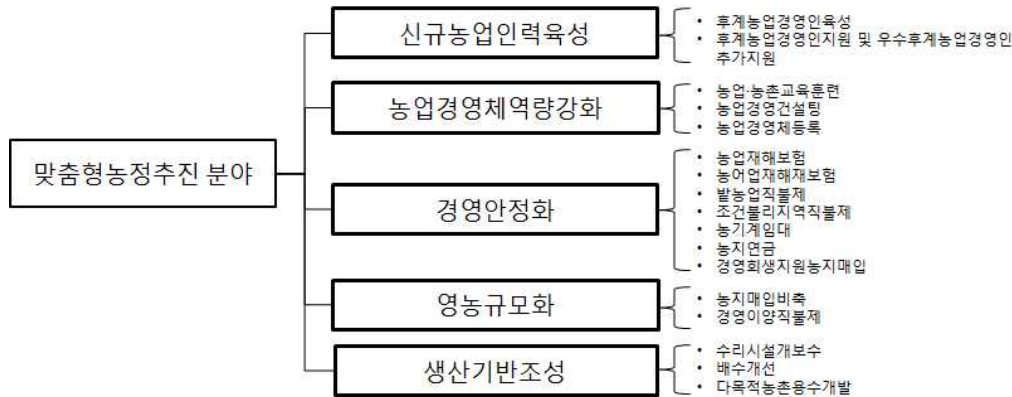 맞춤형농정추진 분야
신규농업인력육성
• 후계농업경영인육성
• 후계농업경영인지원 및 우수후계농업경영인
추가지원
농업경영체역량강화
• 농업·농촌교육훈련
• 농업경영건설팅
• 농업경영체등록
경영안정화
• 농업재해보험
• 농어업재해재보험
• 밭농업직불제
• 조건불리지역직불제
• 농기계임대
• 농지연금
• 경영회생지원농지매입
영농규모화
• 농지매입비축
• 경영이양직불제
생산기반조성
• 수리시설개보수
• 배수개선
• 다목적농촌용수개발